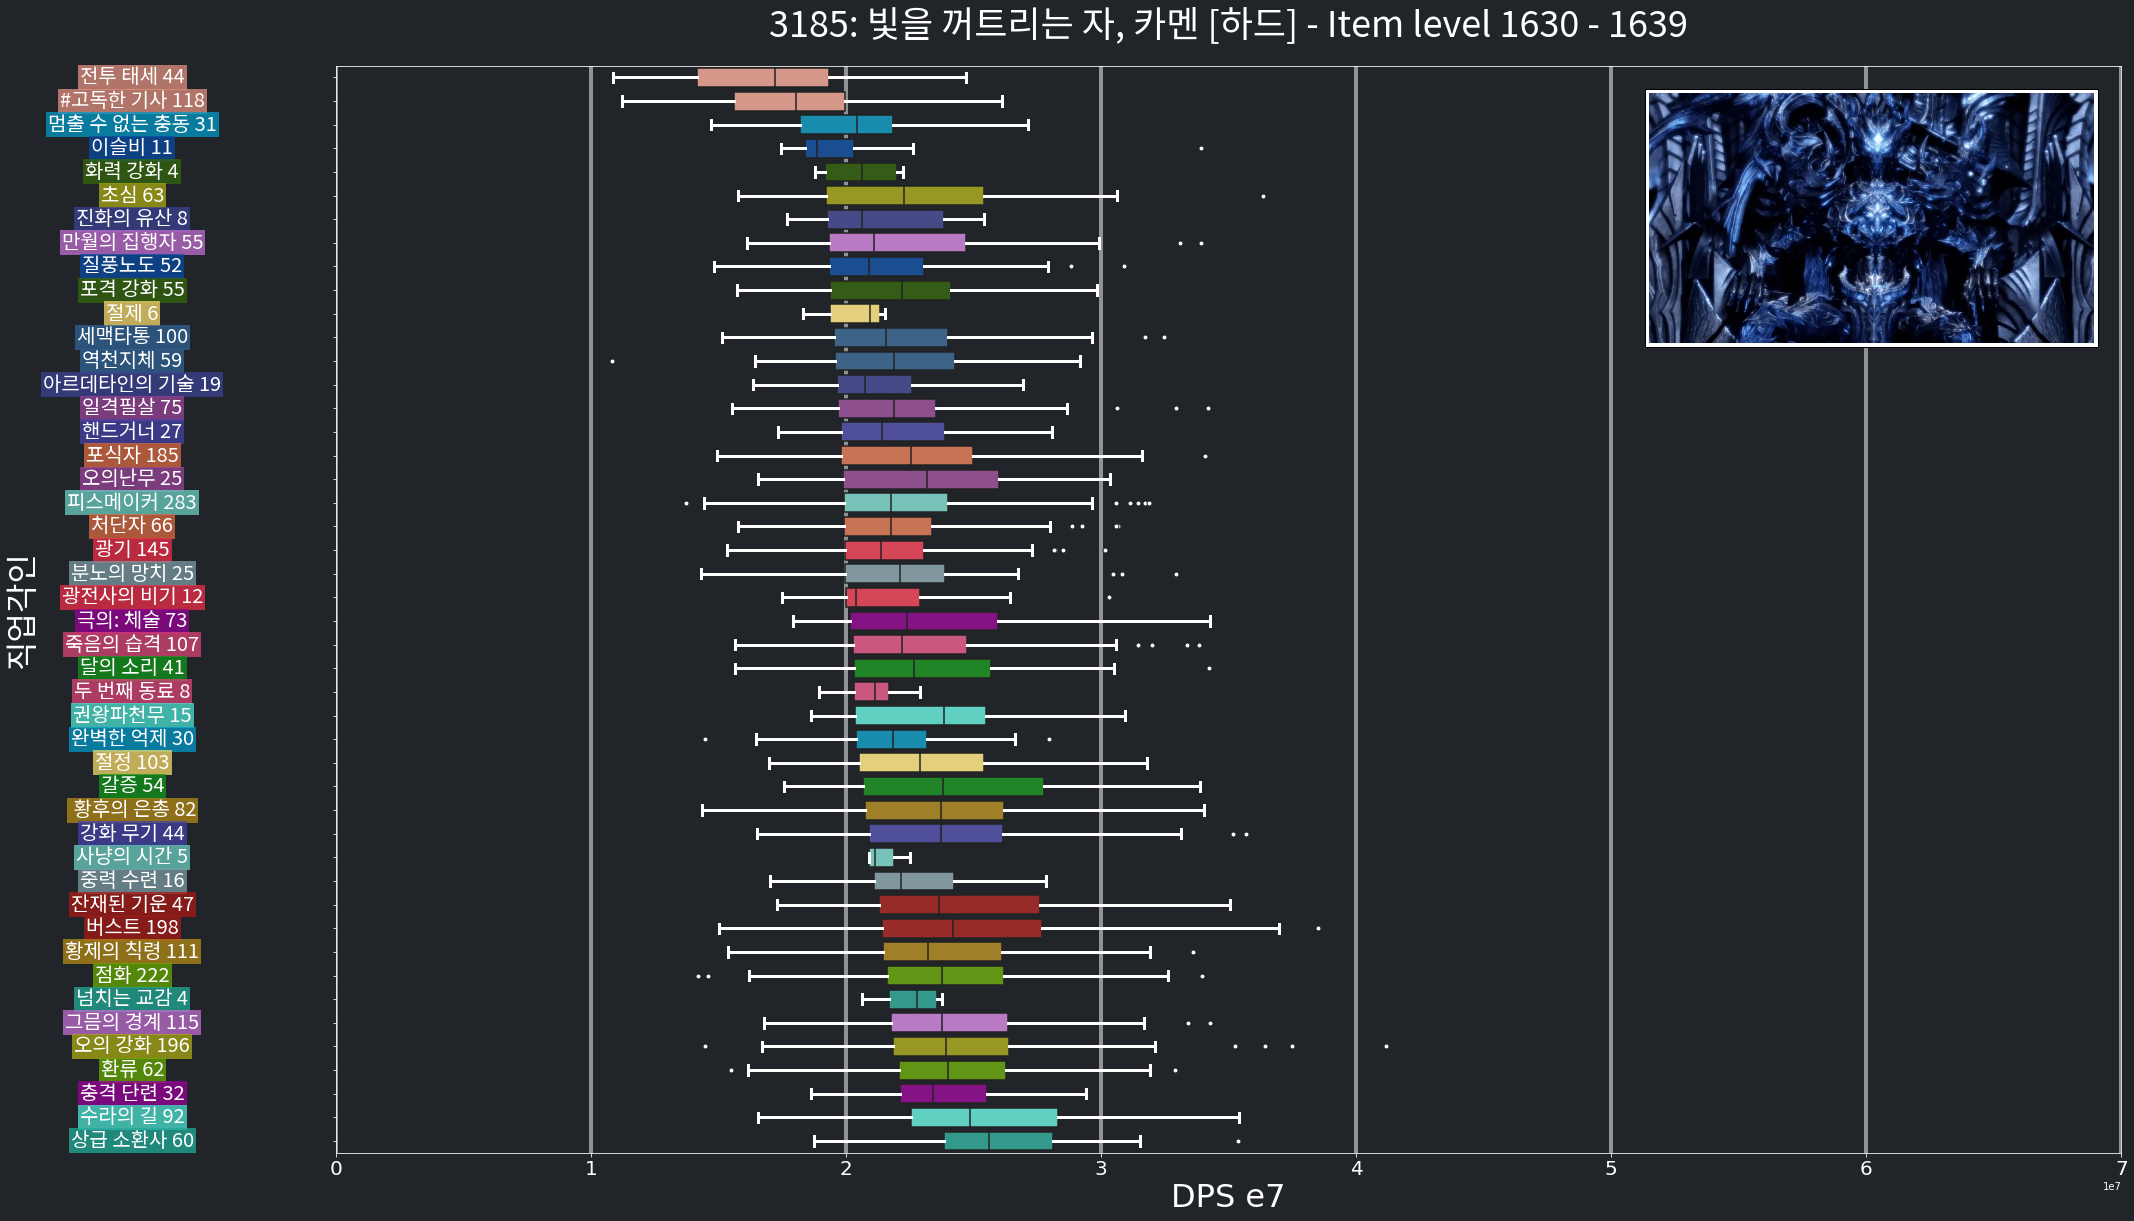 3185: 빛을 꺼트리는 자, 카멘 [하드] - Item level 1630 - 1639
직업각인
전투 태세 44
#고독한 기사 118
멈출 수 없는 충동 31
이슬비 11
화력 강화 4
초심 63
진화의 유산 8
만월의 집행자 55
질풍노도 52
포격 강화 55
절제 6
세맥타통 100
역천지체 59
아르데타인의 기술 19
일격필살 75
핸드거너 27
포식자 185
오의난무 25
피스메이커 283
처단자 66
광기 145
분노의 망치 25
광전사의 비기 12
극의: 체술 73
죽음의 습격 107
달의 소리 41
두 번째 동료 8
권왕파천무 15
완벽한 억제 30
절정 103
갈증 54
황후의 은총 82
강화 무기 44
사냥의 시간 5
중력 수련 16
잔재된 기운 47
버스트 198
황제의 칙령 111
점화 222
넘치는 교감 4
그믐의 경계 115
오의 강화 196
환류 62
충격 단련 32
수라의 길 92
상급 소환사 60
0 1 2 3 4 5 6 7
1e7
DPS e7